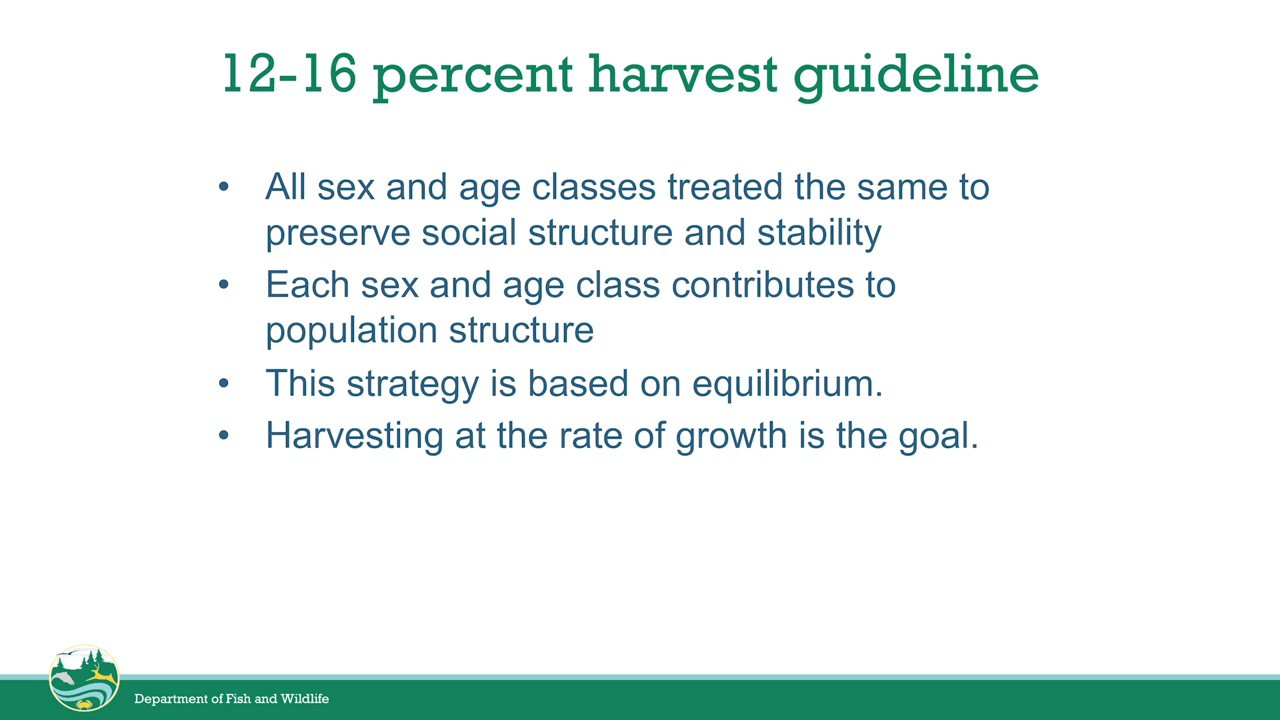 12-16 percent harvest guideline
• All sex and age classes treated the same to
preserve social structure and stability
• Each sex and age class contributes to
population structure
• This strategy is based on equilibrium.
• Harvesting at the rate of growth is the goal.
Department of Fish and Wildlife